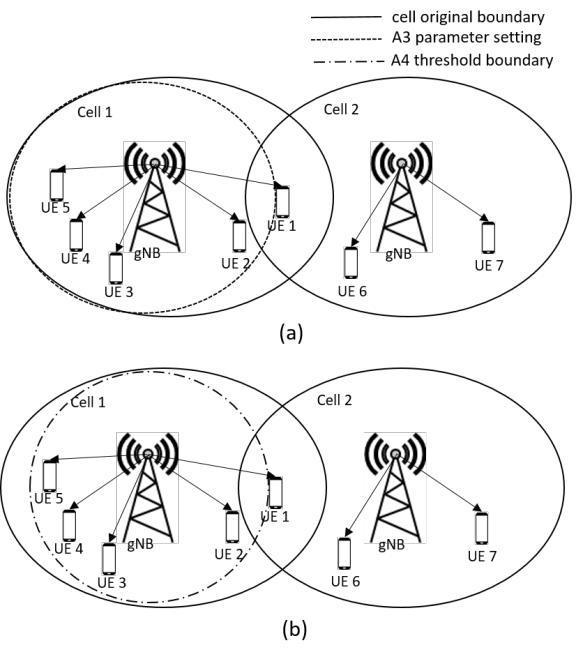 cell original boundary
A3 parameter setting
A4 threshold boundary
Cell 1
Cell 2
UE 5
UE 1
UE 4
gNB
UE 2
gNB
UE 7
UE 3
UE 6
(a)
Cell 1
Cell 2
UE 5
UE 1
UE 4
gNB
UE 2
gNB
UE 7
UE 3
UE 6
(b)